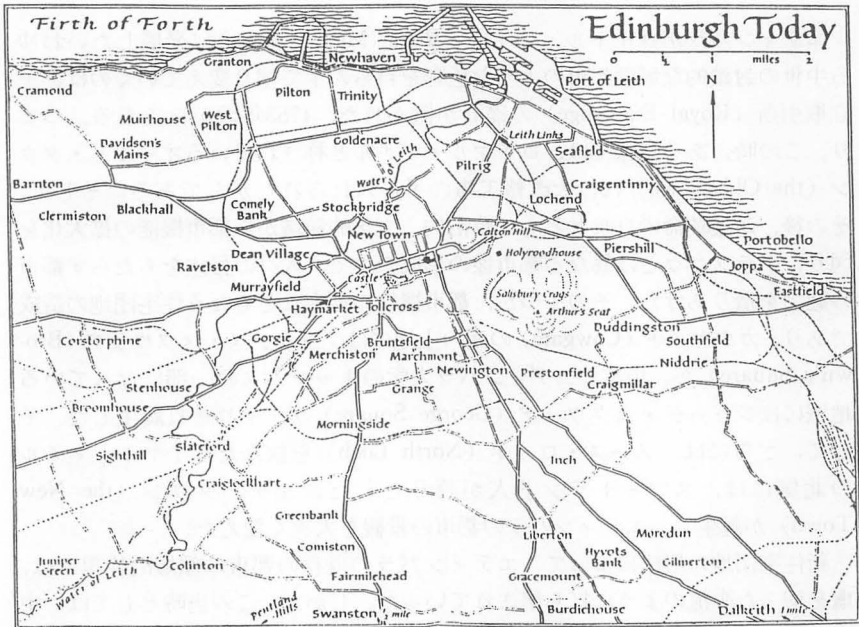 Firth of Forth
Edinburgh Today
0 ½ miles 1 2
Newhaven
Granton
Cramond
Port of Leith
Pilton
Trinity
Muirhouse
West Pilton
Leith Links
Goldenacre
Seafield
Davidson's Mains
Pilrig
Water of Leith
Craigentinny
Barnton
Lochend
Blackhall
Comely Bank
Stockbridge
Clermiston
New Town
Calton Hill
Portobello
Dean Village
Holyroodhouse
Piershill
Ravelston
Joppa
Castle
Murrayfield
Salisbury Crags
Eastfield
Haymarket
Tollcross
Arthur's Seat
Duddingston
Corstorphine
Gorgie
Bruntsfield
Southfield
Merchiston
Marchmont
Niddrie
Stenhouse
Newington
Prestonfield
Grange
Craigmillar
Broomhouse
Morningside
Slateford
Sighthill
Inch
Craiglockhart
Greenbank
Liberton
Moredun
Comiston
Hyvots Bank
Juniper Green
Gilmerton
Water of Leith
Colinton
Fairmilehead
Gracemount
Pentland Hills
Swanston
½ mile
Burdiehouse
Dalkeith 1 mile